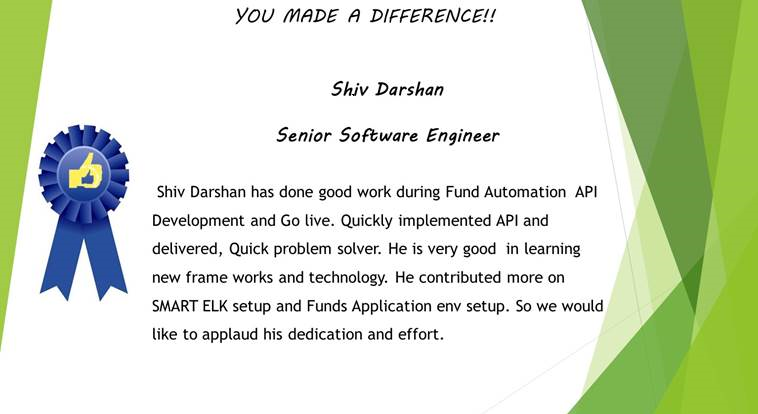 YOU MADE A DIFFERENCE!!
Shiv Darshan
Senior Software Engineer
Shiv Darshan has done good work during Fund Automation API
Development and Go live. Quickly implemented API and
delivered, Quick problem solver. He is very good in learning
new frame works and technology. He contributed more on
SMART ELK setup and Funds Application env setup. So we would
like to applaud his dedication and effort.